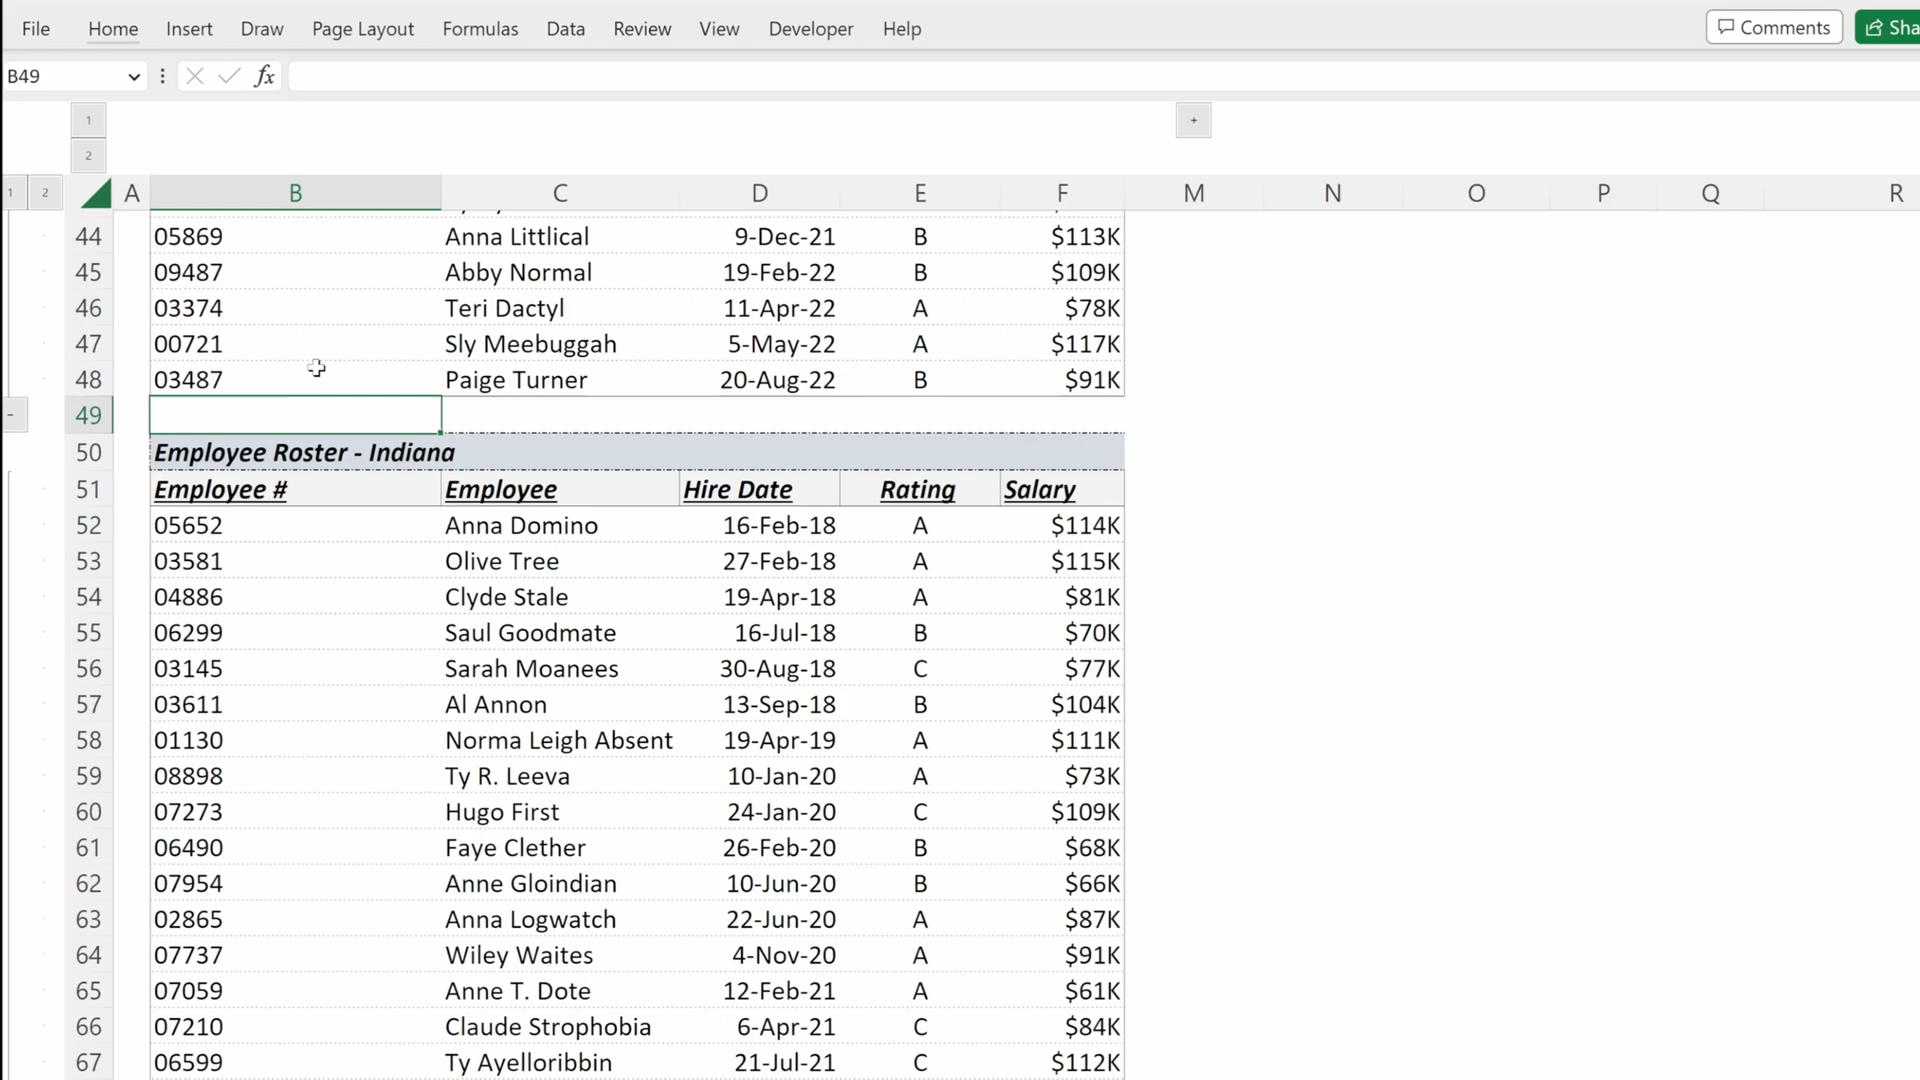 File Home Insert Draw Page Layout Formulas Data Review View Developer Help Comments Sha
B49 fx
1 +
2
1 2 A B C D E F M N O P Q R
44 05869 Anna Littlical 9-Dec-21 B $113K
45 09487 Abby Normal 19-Feb-22 B $109K
46 03374 Teri Dactyl 11-Apr-22 A $78K
47 00721 Sly Meebuggah 5-May-22 A $117K
48 03487 Paige Turner 20-Aug-22 B $91K
- 49
50 Employee Roster - Indiana
51 Employee # Employee Hire Date Rating Salary
52 05652 Anna Domino 16-Feb-18 A $114K
53 03581 Olive Tree 27-Feb-18 A $115K
54 04886 Clyde Stale 19-Apr-18 A $81K
55 06299 Saul Goodmate 16-Jul-18 B $70K
56 03145 Sarah Moanees 30-Aug-18 C $77K
57 03611 Al Annon 13-Sep-18 B $104K
58 01130 Norma Leigh Absent 19-Apr-19 A $111K
59 08898 Ty R. Leeva 10-Jan-20 A $73K
60 07273 Hugo First 24-Jan-20 C $109K
61 06490 Faye Clether 26-Feb-20 B $68K
62 07954 Anne Gloindian 10-Jun-20 B $66K
63 02865 Anna Logwatch 22-Jun-20 A $87K
64 07737 Wiley Waites 4-Nov-20 A $91K
65 07059 Anne T. Dote 12-Feb-21 A $61K
66 07210 Claude Strophobia 6-Apr-21 C $84K
67 06599 Ty Ayelloribbin 21-Jul-21 C $112K